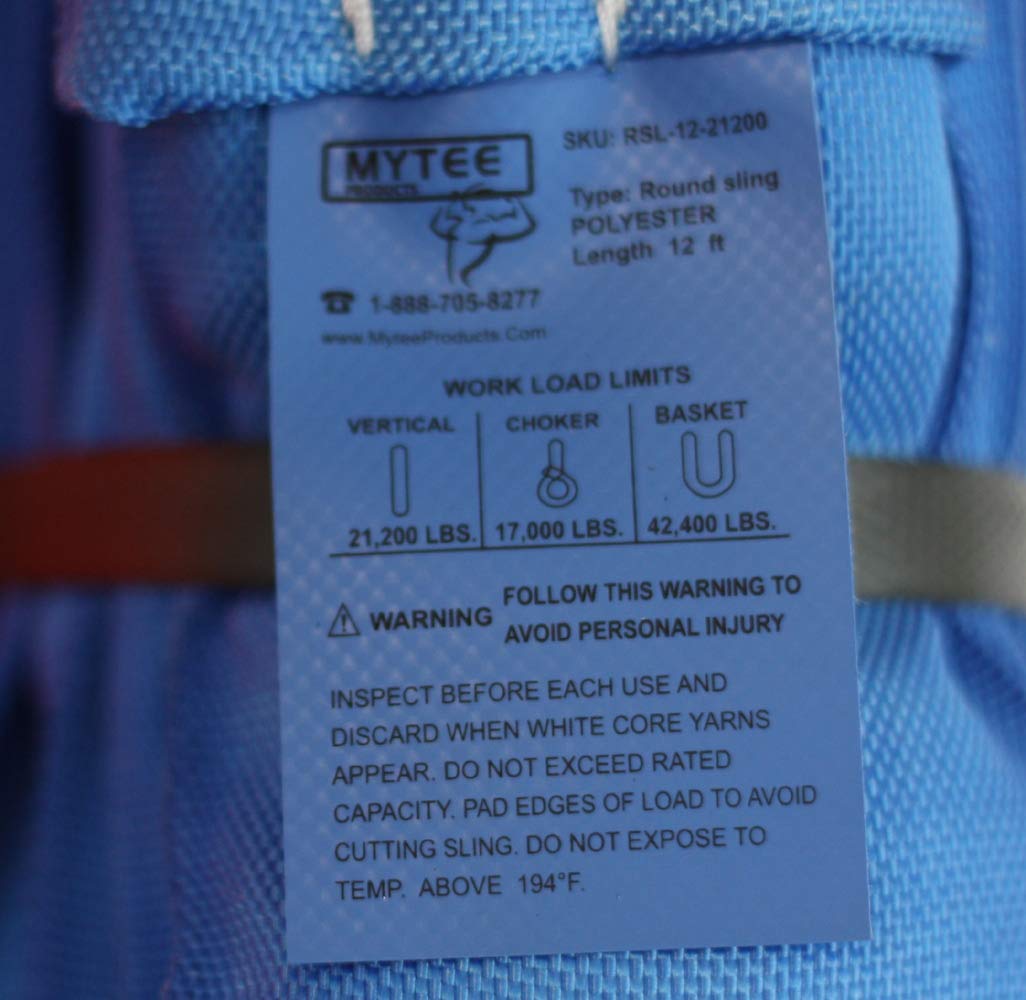 MYTEE
PRODUCTS
SKU: RSL-12-21200
Type: Round sling
POLYESTER
Length 12 ft
☎ 1-888-705-8277
www.MyteeProducts.Com
WORK LOAD LIMITS
VERTICAL CHOKER BASKET
21,200 LBS. 17,000 LBS. 42,400 LBS.
WARNING FOLLOW THIS WARNING TO
AVOID PERSONAL INJURY
INSPECT BEFORE EACH USE AND
DISCARD WHEN WHITE CORE YARNS
APPEAR. DO NOT EXCEED RATED
CAPACITY. PAD EDGES OF LOAD TO AVOID
CUTTING SLING. DO NOT EXPOSE TO
TEMP. ABOVE 194°F.